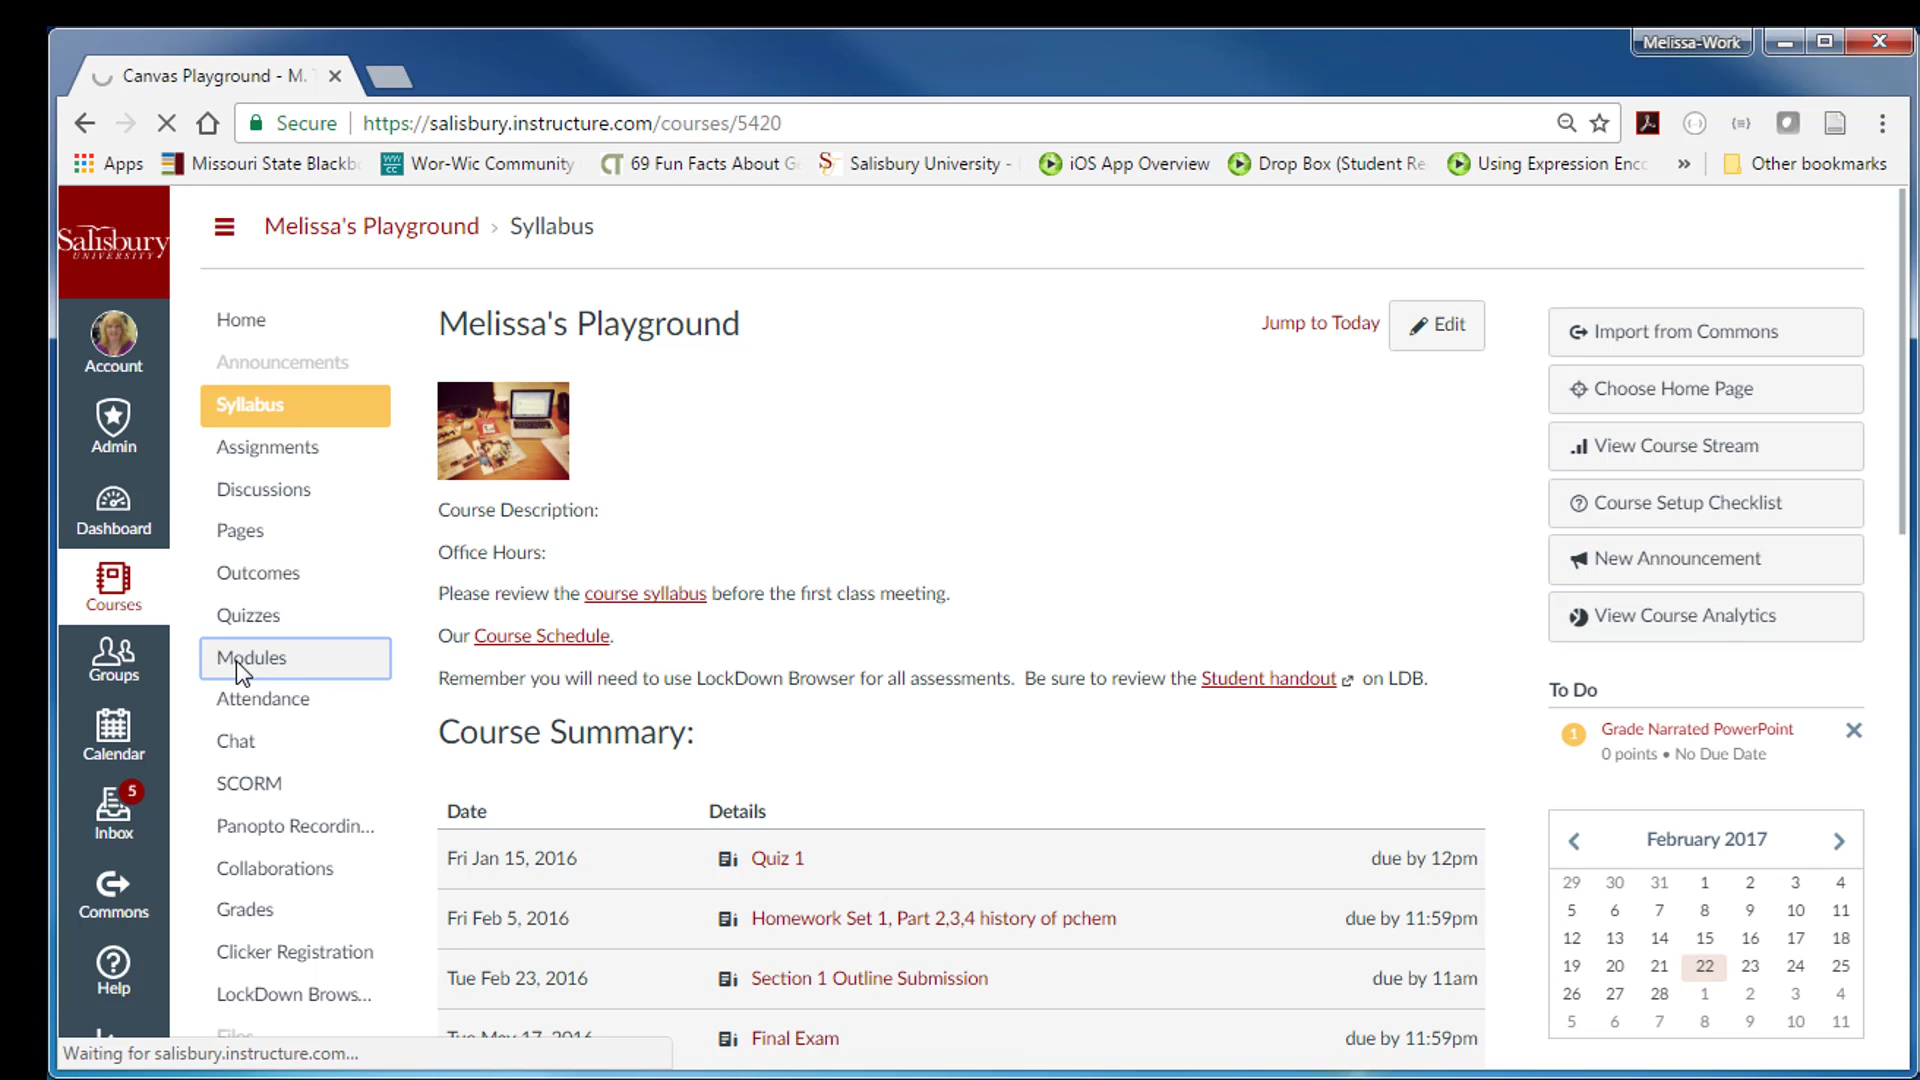 Melissa-Work
Canvas Playground - M.
Secure https://salisbury.instructure.com/courses/5420
Apps Missouri State Blackb Wor-Wic Community 69 Fun Facts About G Salisbury University - iOS App Overview Drop Box (Student Re Using Expression Enc » Other bookmarks
Salisbury
UNIVERSITY
Melissa's Playground › Syllabus
Account
Admin
Dashboard
Courses
Groups
Calendar
5
Inbox
Commons
Help
Home
Announcements
Syllabus
Assignments
Discussions
Pages
Outcomes
Quizzes
Modules
Attendance
Chat
SCORM
Panopto Recordin...
Collaborations
Grades
Clicker Registration
LockDown Brows...
Files
Melissa's Playground
Jump to Today
Edit
Course Description:
Office Hours:
Please review the course syllabus before the first class meeting.
Our Course Schedule.
Remember you will need to use LockDown Browser for all assessments. Be sure to review the Student handout on LDB.
Course Summary:
Date Details
Fri Jan 15, 2016 Quiz 1 due by 12pm
Fri Feb 5, 2016 Homework Set 1, Part 2,3,4 history of pchem due by 11:59pm
Tue Feb 23, 2016 Section 1 Outline Submission due by 11am
Tue May 17, 2016 Final Exam due by 11:59pm
Import from Commons
Choose Home Page
View Course Stream
Course Setup Checklist
New Announcement
View Course Analytics
To Do
1 Grade Narrated PowerPoint
0 points • No Due Date
February 2017
29 30 31 1 2 3 4
5 6 7 8 9 10 11
12 13 14 15 16 17 18
19 20 21 22 23 24 25
26 27 28 1 2 3 4
5 6 7 8 9 10 11
Waiting for salisbury.instructure.com...